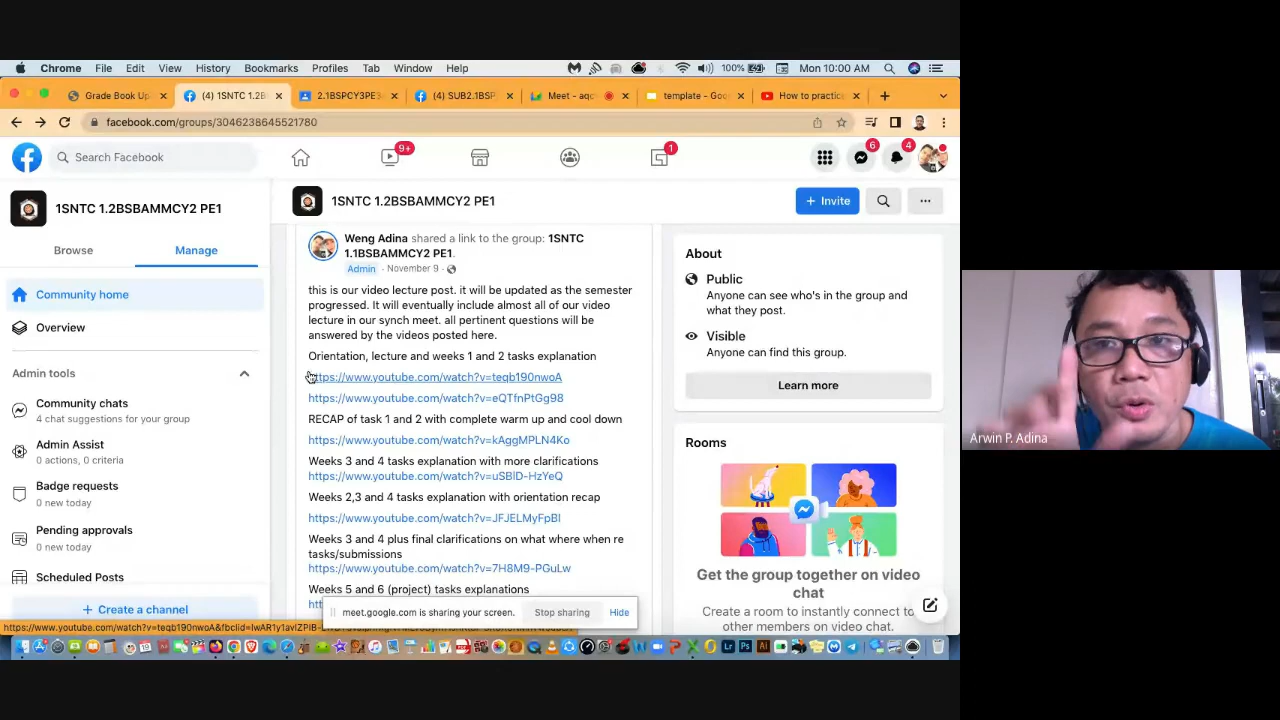 Chrome File Edit View History Bookmarks Profiles Tab Window Help 100% Mon 10:00 AM
Grade Book Up (4) 1SNTC 1.2B 2.1BSPCY3PE3 (4) SUB2.1BSP Meet - aqc template - Goo How to practice
facebook.com/groups/3046238645521780
Search Facebook 9+ 1 6 4
1SNTC 1.2BSBAMMCY2 PE1
Browse Manage
Community home
Overview
Admin tools
Community chats
4 chat suggestions for your group
Admin Assist
0 actions, 0 criteria
Badge requests
0 new today
Pending approvals
0 new today
Scheduled Posts
+ Create a channel
1SNTC 1.2BSBAMMCY2 PE1 + Invite
Weng Adina shared a link to the group: 1SNTC
1.1BSBAMMCY2 PE1.
Admin · November 9 ·
this is our video lecture post. it will be updated as the semester
progressed. It will eventually include almost all of our video
lecture in our synch meet. all pertinent questions will be
answered by the videos posted here.
Orientation, lecture and weeks 1 and 2 tasks explanation
https://www.youtube.com/watch?v=teqb190nwoA
https://www.youtube.com/watch?v=eQTfnPtGg98
RECAP of task 1 and 2 with complete warm up and cool down
https://www.youtube.com/watch?v=kAggMPLN4Ko
Weeks 3 and 4 tasks explanation with more clarifications
https://www.youtube.com/watch?v=uSBlD-HzYeQ
Weeks 2,3 and 4 tasks explanation with orientation recap
https://www.youtube.com/watch?v=JFJELMyFpBI
Weeks 3 and 4 plus final clarifications on what where when re
tasks/submissions
https://www.youtube.com/watch?v=7H8M9-PGuLw
Weeks 5 and 6 (project) tasks explanations
htt
meet.google.com is sharing your screen. Stop sharing Hide
About
Public
Anyone can see who's in the group and
what they post.
Visible
Anyone can find this group.
Learn more
Rooms
Get the group together on video
chat
Create a room to instantly connect to
other members on video chat.
Arwin P. Adina